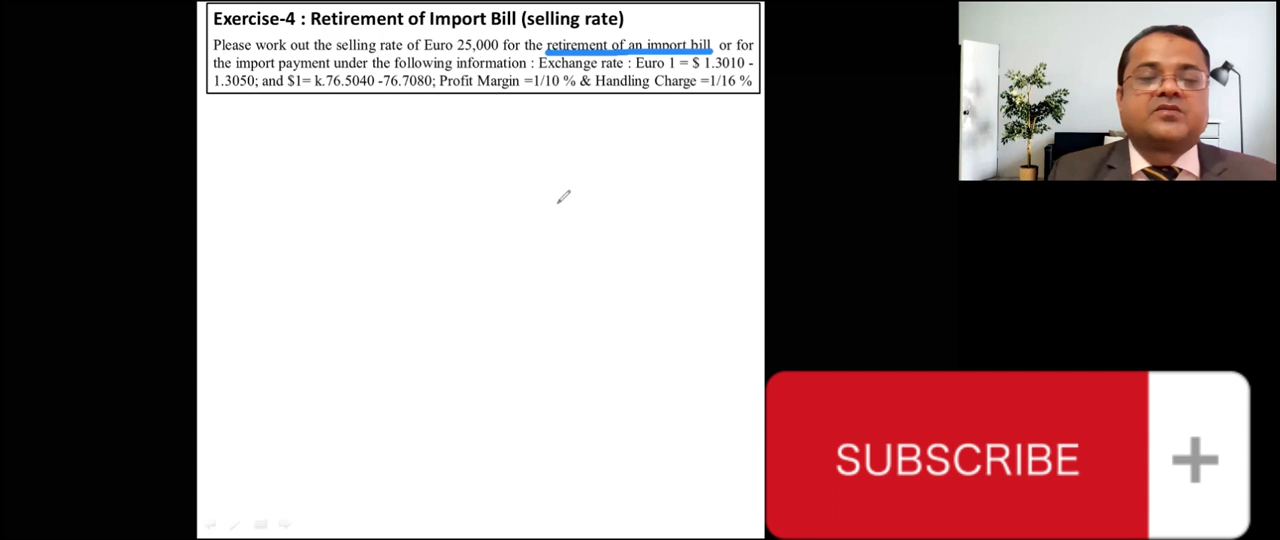 Exercise-4 : Retirement of Import Bill (selling rate)
Please work out the selling rate of Euro 25,000 for the retirement of an import bill or for
the import payment under the following information : Exchange rate : Euro 1 = $ 1.3010 -
1.3050; and $1= k.76.5040 -76.7080; Profit Margin =1/10 % & Handling Charge =1/16 %
SUBSCRIBE